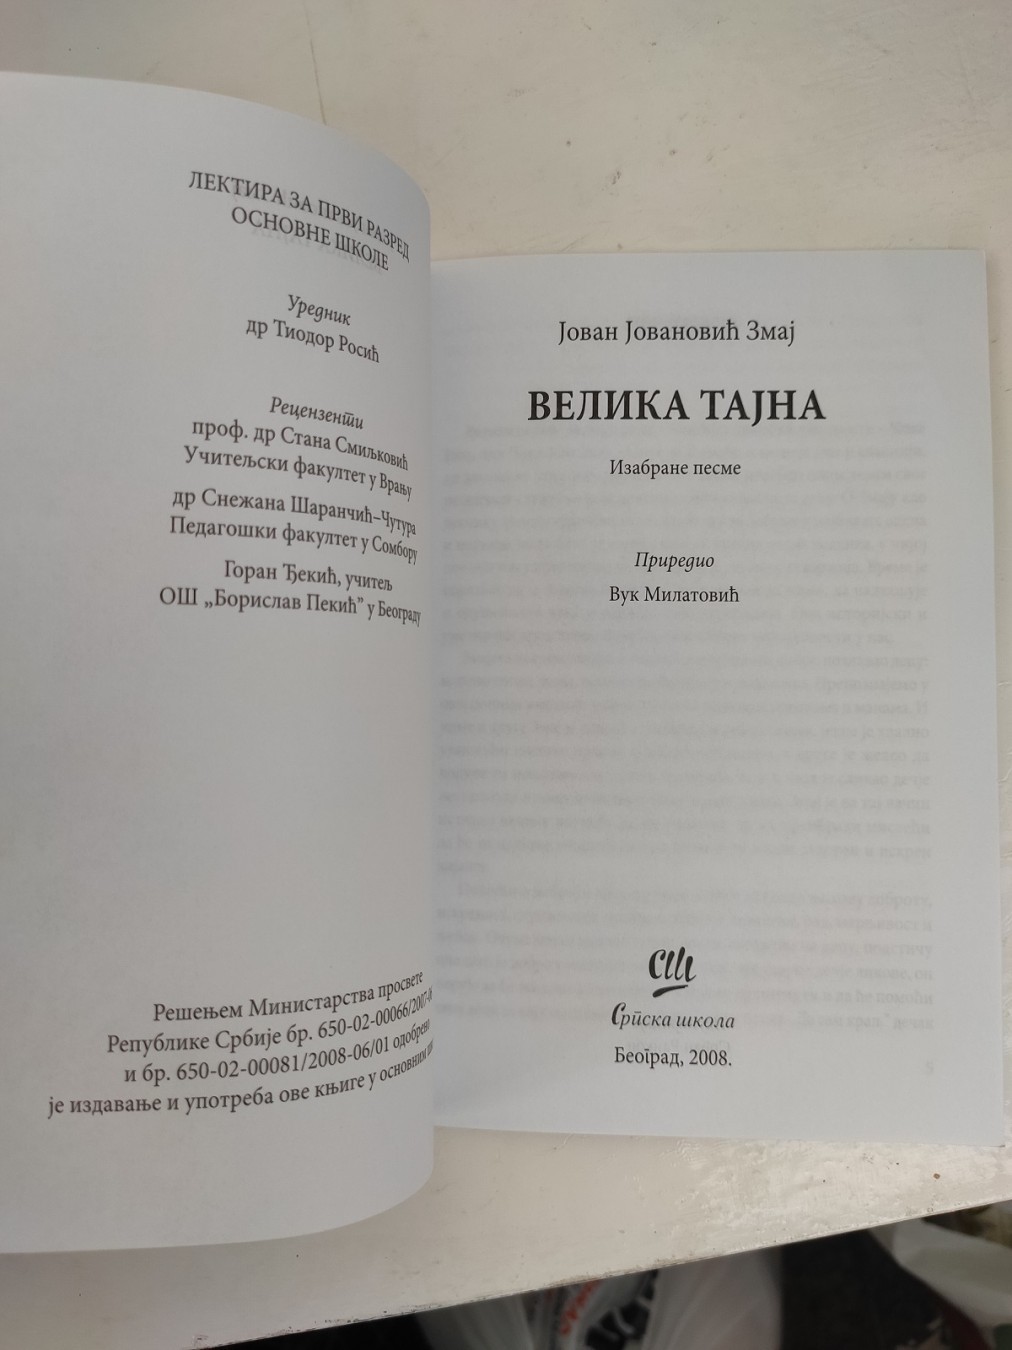 ЛЕКТИРА ЗА ПРВИ РАЗРЕД
ОСНОВНЕ ШКОЛЕ
Уредник
др Тиодор Росић
Рецензенти
проф. др Стана Смиљковић
Учитељски факултет у Врању
др Снежана Шаранчић–Чутура
Педагошки факултет у Сомбору
Горан Ђекић, учитељ
ОШ „Борислав Пекић” у Београду
Решењем Министарства просвете
Републике Србије бр. 650-02-00066/2007-
и бр. 650-02-00081/2008-06/01 одобрено
је издавање и употреба ове књиге у основним
Јован Јовановић Змај
ВЕЛИКА ТАЈНА
Изабране песме
Приредио
Вук Милатовић
СШ
Српска школа
Београд, 2008.